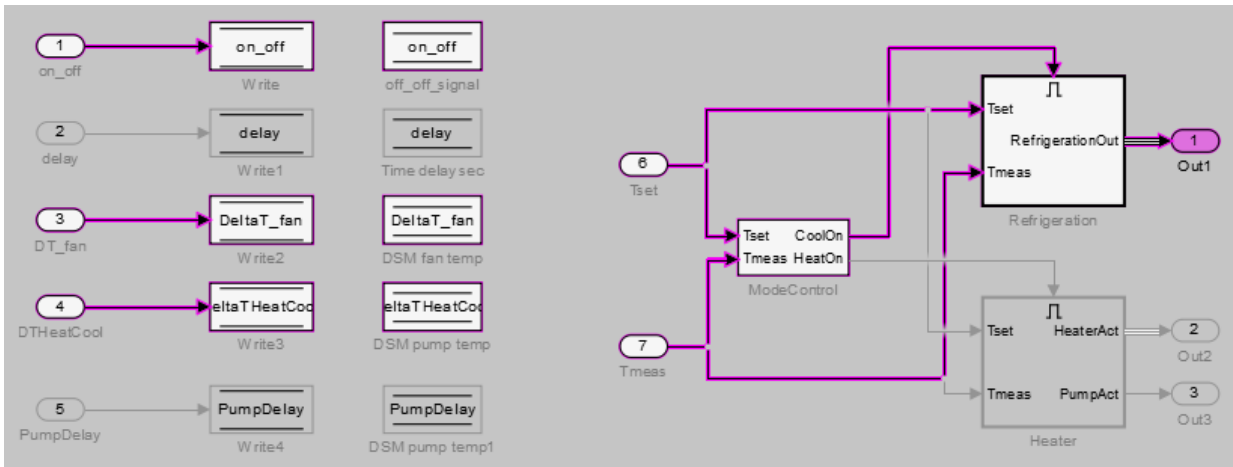 1
on_off
on_off
Write
on_off
off_off_signal
2
delay
delay
Write1
delay
Time delay sec
3
DT_fan
DeltaT_fan
Write2
DeltaT_fan
DSM fan temp
4
DTHeatCool
eltaTHeatCoo
Write3
eltaTHeatCoo
DSM pump temp
5
PumpDelay
PumpDelay
Write4
PumpDelay
DSM pump temp1
6
Tset
7
Tmeas
Tset CoolOn
Tmeas HeatOn
ModeControl
Tset
RefrigerationOut
Tmeas
Refrigeration
1
Out1
Tset HeaterAct
Tmeas PumpAct
Heater
2
Out2
3
Out3